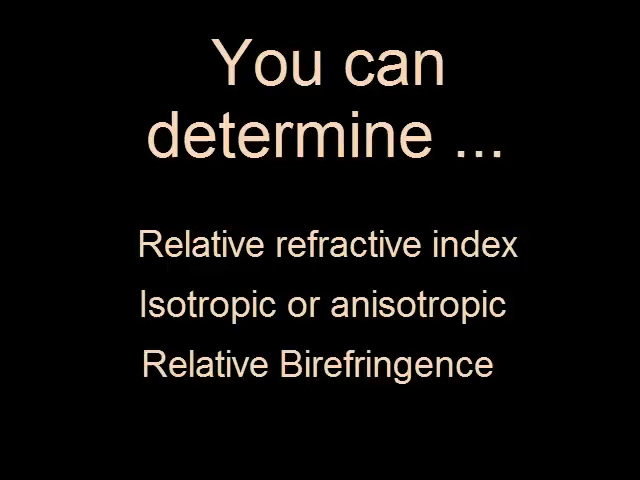 You can
determine ...
Relative refractive index
Isotropic or anisotropic
Relative Birefringence